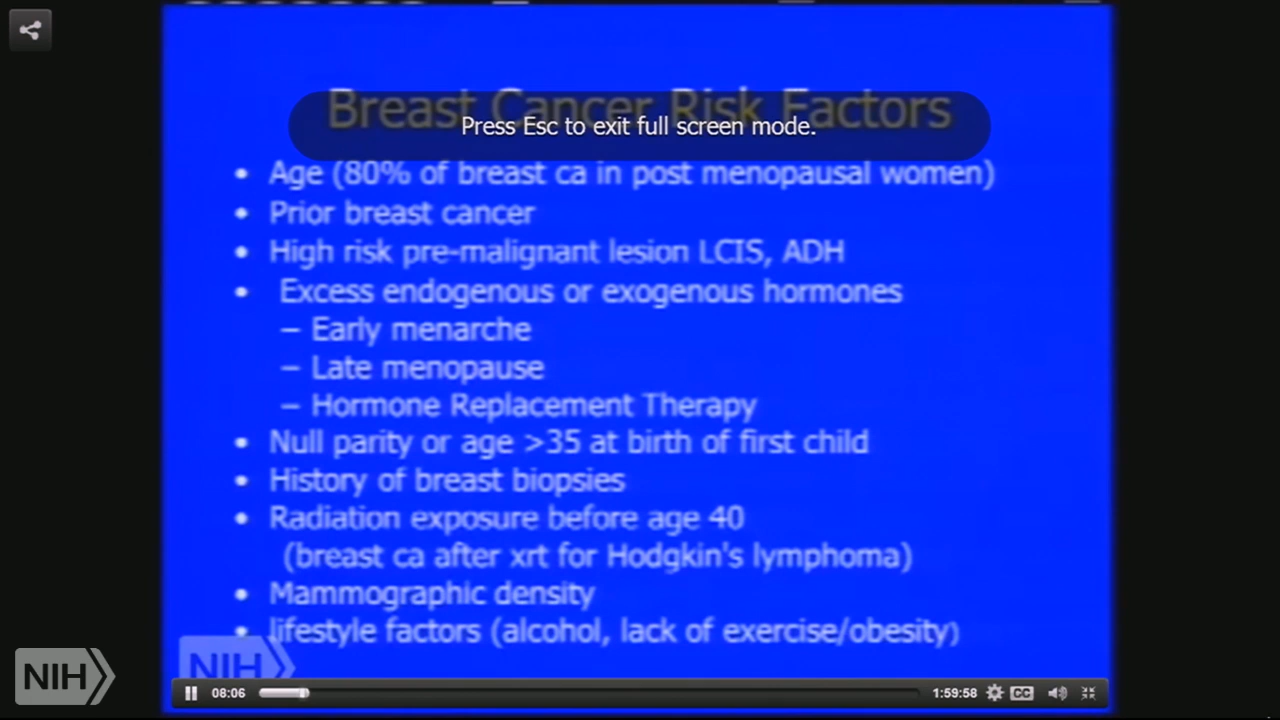 Breast Cancer Risk Factors
Press Esc to exit full screen mode.
• Age (80% of breast ca in post menopausal women)
• Prior breast cancer
• High risk pre-malignant lesion LCIS, ADH
• Excess endogenous or exogenous hormones
– Early menarche
– Late menopause
– Hormone Replacement Therapy
• Null parity or age >35 at birth of first child
• History of breast biopsies
• Radiation exposure before age 40
(breast ca after xrt for Hodgkin's lymphoma)
• Mammographic density
• lifestyle factors (alcohol, lack of exercise/obesity)
NIH
NIH
08:06
1:59:58
CC